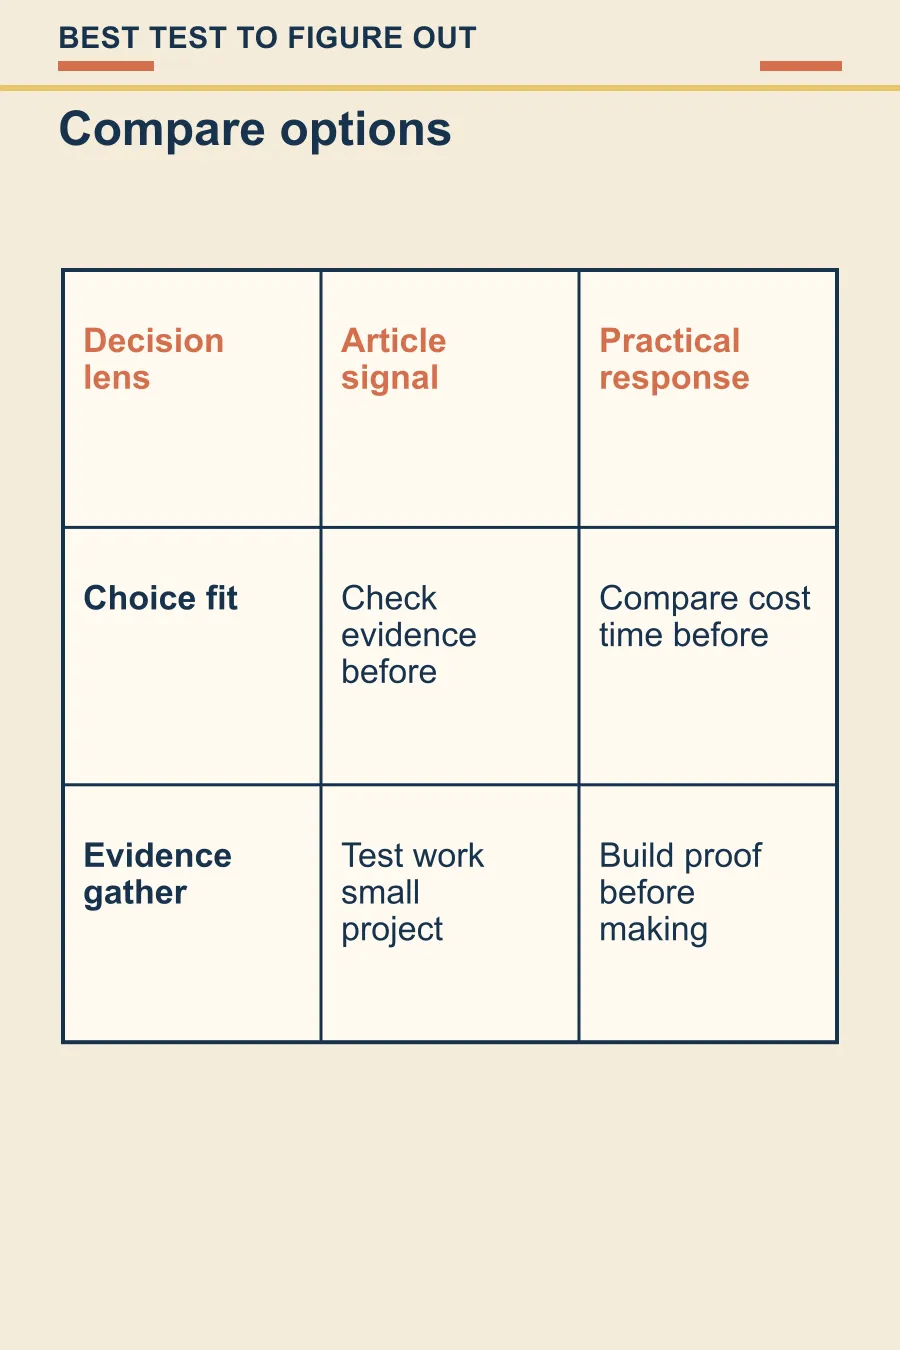 BEST TEST TO FIGURE OUT
Compare options
Decision
lens
Article
signal
Practical
response
Choice fit
Check
evidence
before
Compare cost
time before
Evidence
gather
Test work
small
project
Build proof
before
making